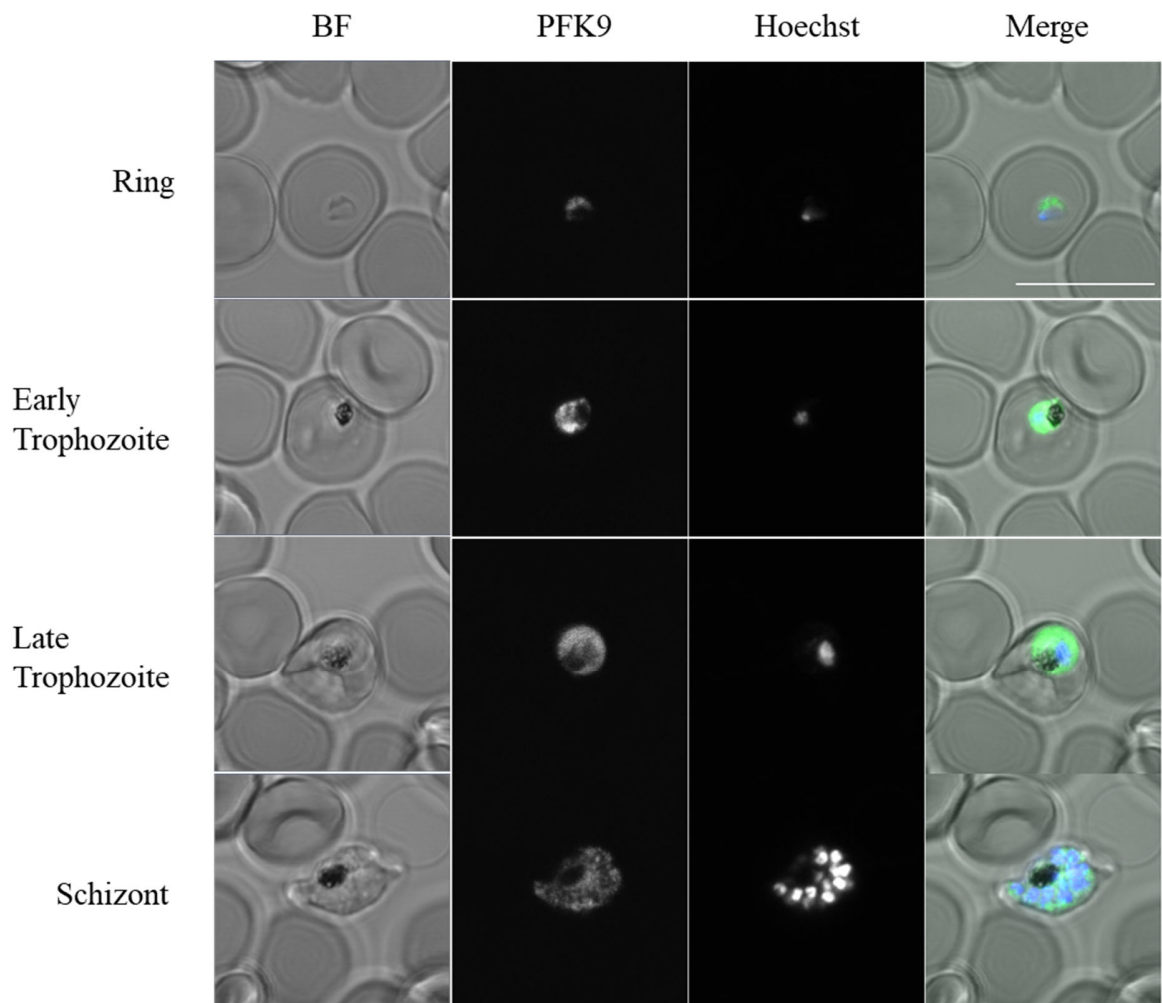 BF PFK9 Hoechst Merge
Ring
Early
Trophozoite
Late
Trophozoite
Schizont